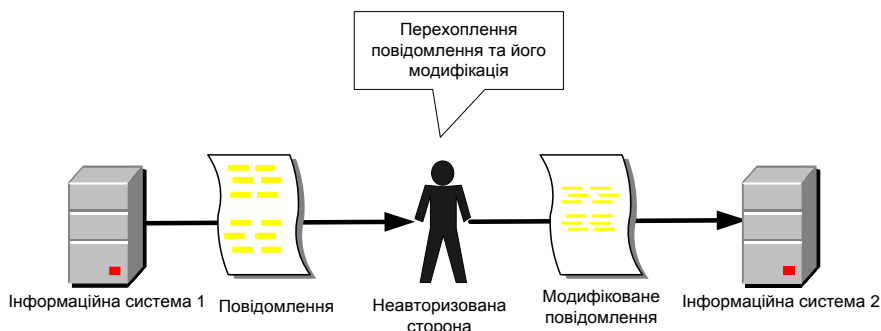 Перехоплення
повідомлення та його
модифікація
Інформаційна система 1
Повідомлення
Неавторизована
сторона
Модифіковане
повідомлення
Інформаційна система 2